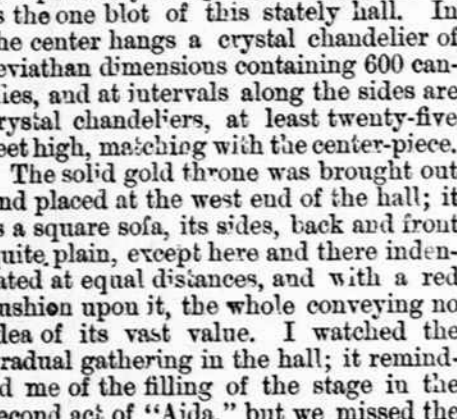 s the one blot of this stately hall. In
he center hangs a crystal chandelier of
eviathan dimensions containing 600 can-
les, and at intervals along the sides are
rystal chandeliers, at least twenty-five
eet high, matching with the center-piece.
The solid gold throne was brought out
nd placed at the west end of the hall; it
s a square sofa, its sides, back and front
uite plain, except here and there inden-
ated at equal distances, and with a red
ushion upon it, the whole conveying no
dea of its vast value. I watched the
radual gathering in the hall; it remind-
d me of the filling of the stage in the
econd act of "Aida," but we missed the